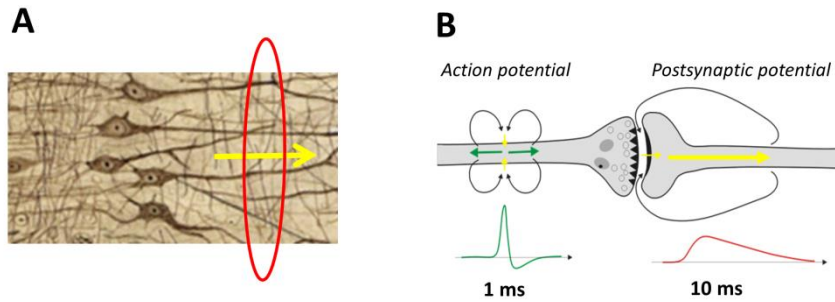 A
B
Action potential
Postsynaptic potential
1 ms
10 ms